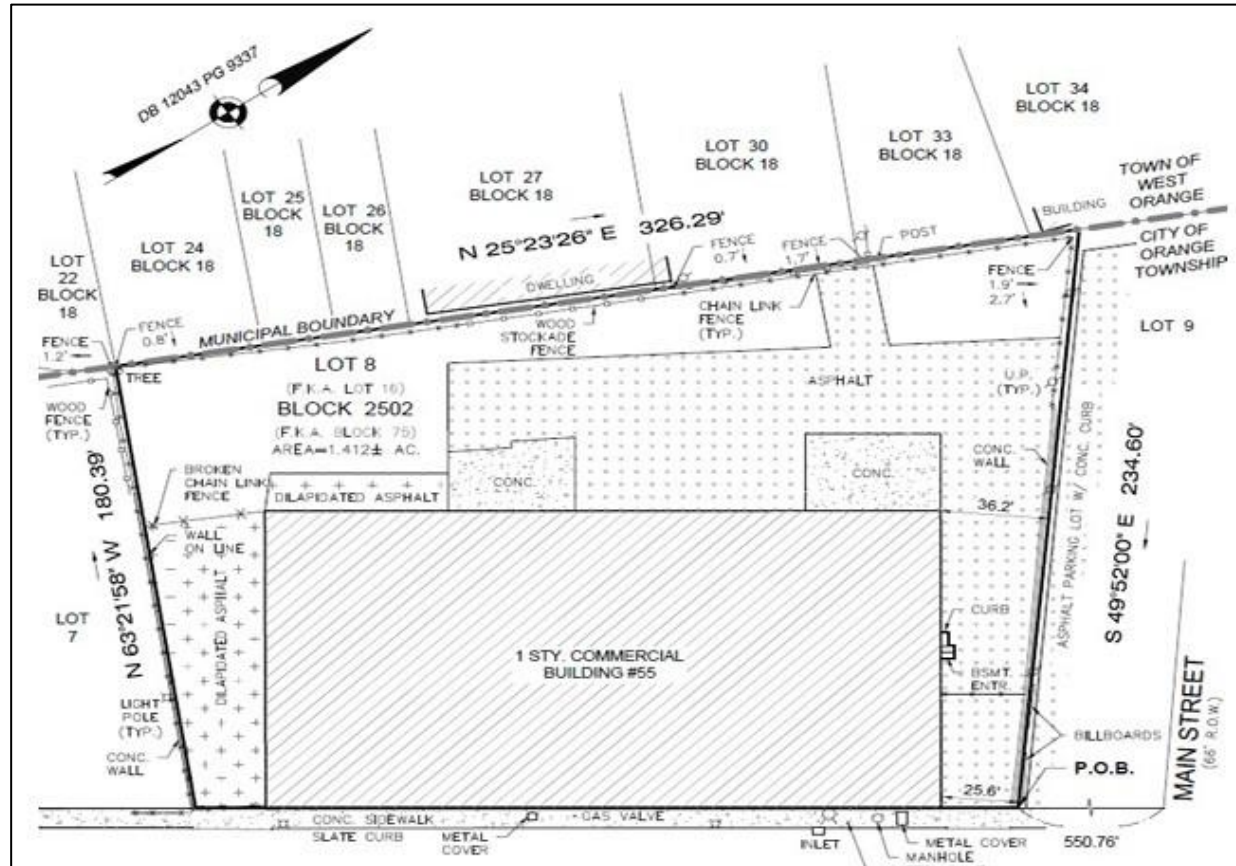 DB 12043 PG 9337
LOT 34
BLOCK 18
LOT 33
BLOCK 18
LOT 30
BLOCK 18
LOT 27
BLOCK 18
LOT 25
BLOCK
18
LOT 26
BLOCK
18
LOT 24
BLOCK 18
LOT
22
BLOCK
18
TOWN OF
WEST
ORANGE
CITY OF
ORANGE
TOWNSHIP
BUILDING
POST
N 25°23'26" E 326.29'
FENCE
0.7'
FENCE
1.7'
FENCE
1.9'
2.7'
DWELLING
MUNICIPAL BOUNDARY
WOOD
STOCKADE
FENCE
CHAIN LINK
FENCE
(TYP.)
FENCE
0.8'
FENCE
1.2'
TREE
WOOD
FENCE
(TYP.)
LOT 8
(F.K.A. LOT 16)
BLOCK 2502
(F.K.A. BLOCK 75)
AREA=1.412± AC.
LOT 9
ASPHALT
U.P.
(TYP.)
CONC.
WALL
ASPHALT PARKING LOT W/ CONC. CURB
S 49°52'00" E 234.60'
N 63°21'58" W 180.39'
BROKEN
CHAIN LINK
FENCE
DILAPIDATED ASPHALT
CONC.
CONC.
36.2'
WALL
ON LINE
DILAPIDATED ASPHALT
LOT
7
1 STY. COMMERCIAL
BUILDING #55
CURB
BSMT.
ENTR.
LIGHT
POLE
(TYP.)
CONC.
WALL
BILLBOARDS
P.O.B.
MAIN STREET
(66' R.O.W.)
25.6'
CONC. SIDEWALK
GAS VALVE
SLATE CURB
METAL
COVER
INLET
METAL COVER
MANHOLE
550.76'